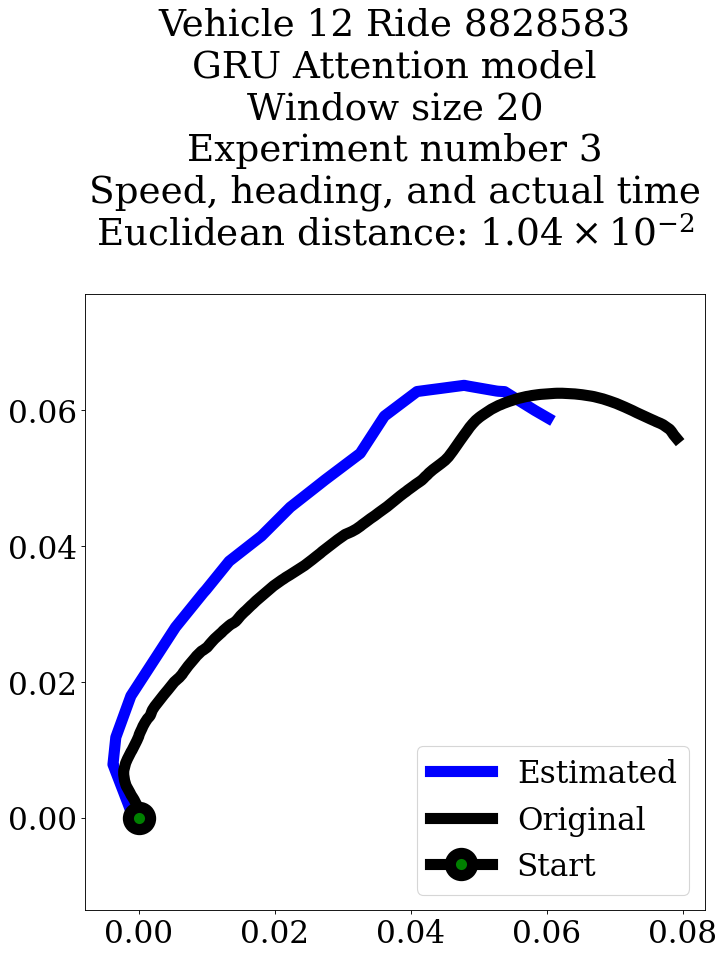 Vehicle 12 Ride 8828583
GRU Attention model
Window size 20
Experiment number 3
Speed, heading, and actual time
Euclidean distance: 1.04 × 10⁻²
0.06
0.04
0.02
0.00
Estimated
Original
Start
0.00 0.02 0.04 0.06 0.08